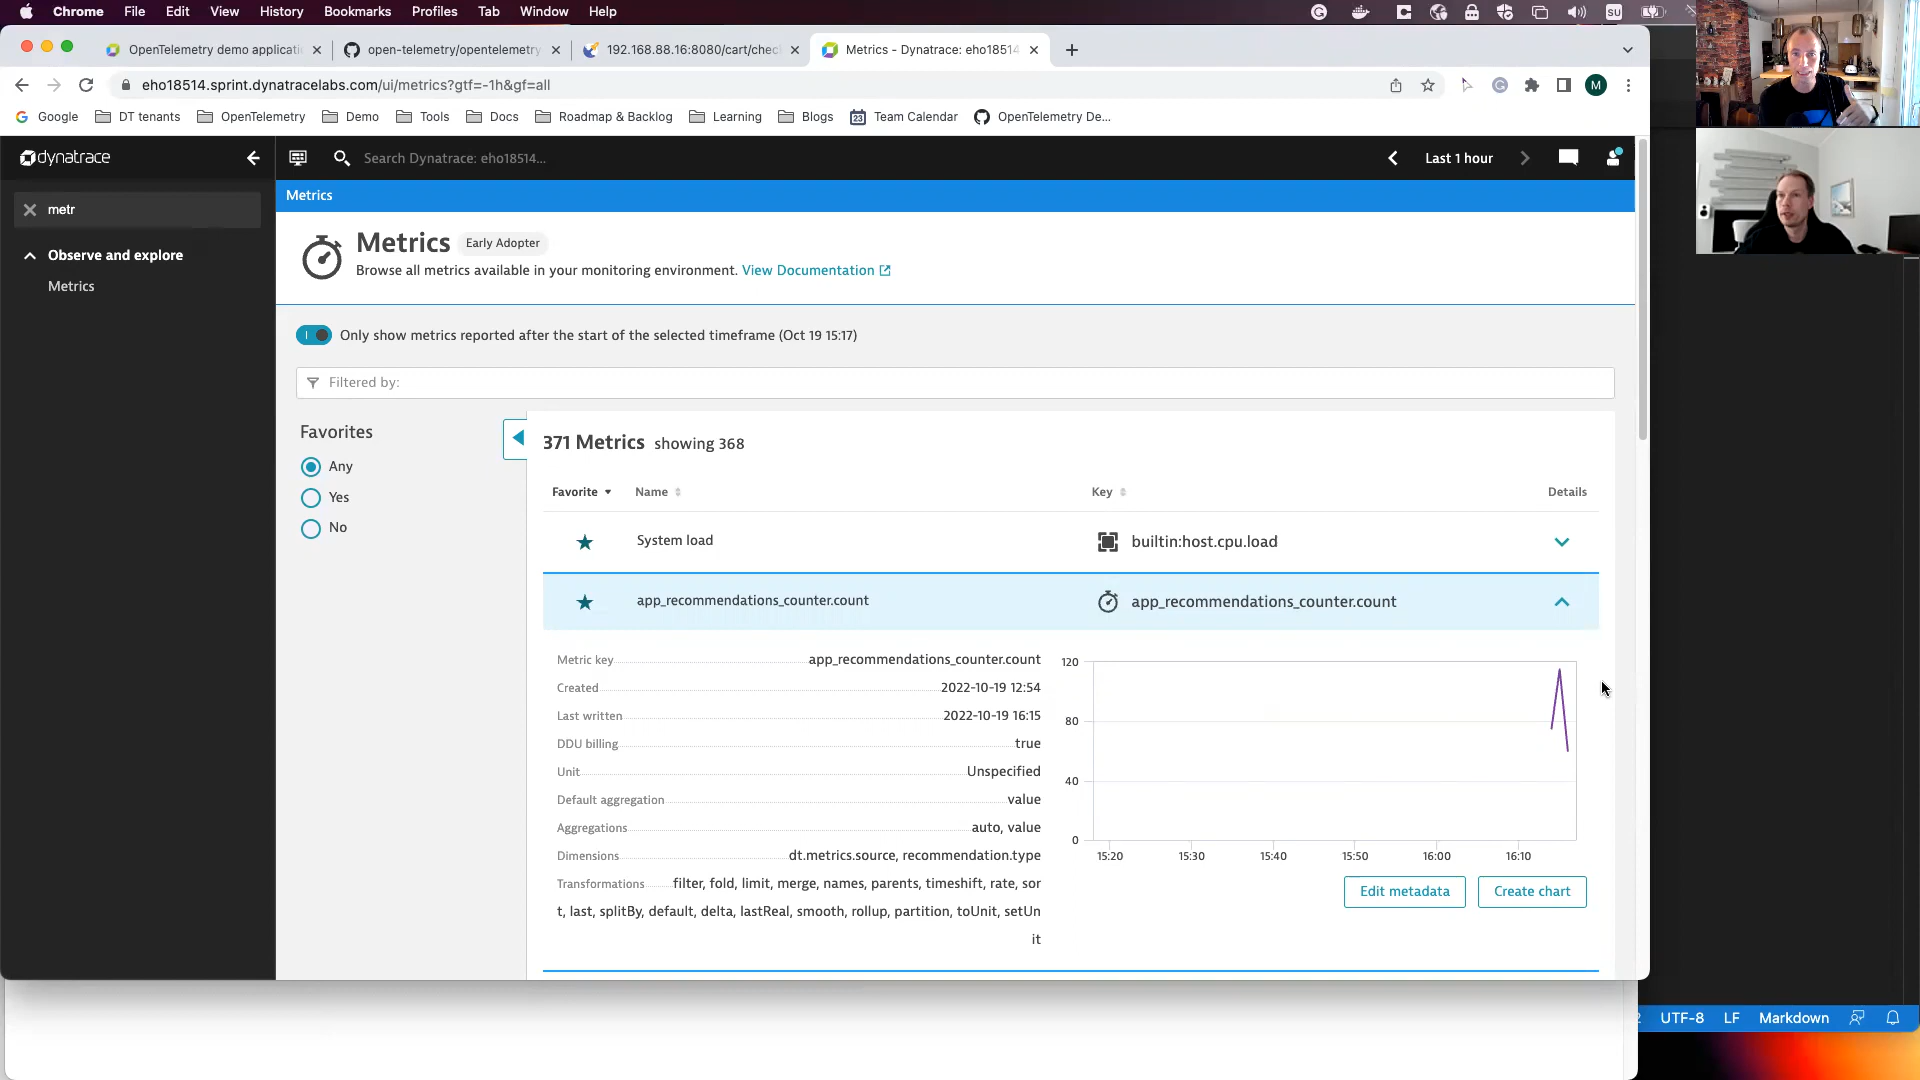 Chrome File Edit View History Bookmarks Profiles Tab Window Help SU
OpenTelemetry demo applicati open-telemetry/opentelemetry 192.168.88.16:8080/cart/chec Metrics - Dynatrace: eho18514
eho18514.sprint.dynatracelabs.com/ui/metrics?gtf=-1h&gf=all M
Google DT tenants OpenTelemetry Demo Tools Docs Roadmap & Backlog Learning Blogs 23 Team Calendar OpenTelemetry De...
dynatrace Search Dynatrace: eho18514... Last 1 hour
Metrics
metr
Observe and explore
Metrics
Metrics Early Adopter
Browse all metrics available in your monitoring environment. View Documentation
Only show metrics reported after the start of the selected timeframe (Oct 19 15:17)
Filtered by:
Favorites
Any
Yes
No
371 Metrics showing 368
Favorite Name Key Details
System load builtin:host.cpu.load
app_recommendations_counter.count app_recommendations_counter.count
Metric key app_recommendations_counter.count
Created 2022-10-19 12:54
Last written 2022-10-19 16:15
DDU billing true
Unit Unspecified
Default aggregation value
Aggregations auto, value
Dimensions dt.metrics.source, recommendation.type
Transformations filter, fold, limit, merge, names, parents, timeshift, rate, sor
t, last, splitBy, default, delta, lastReal, smooth, rollup, partition, toUnit, setUn
it
120
80
40
0
15:20 15:30 15:40 15:50 16:00 16:10
Edit metadata Create chart
UTF-8 LF Markdown